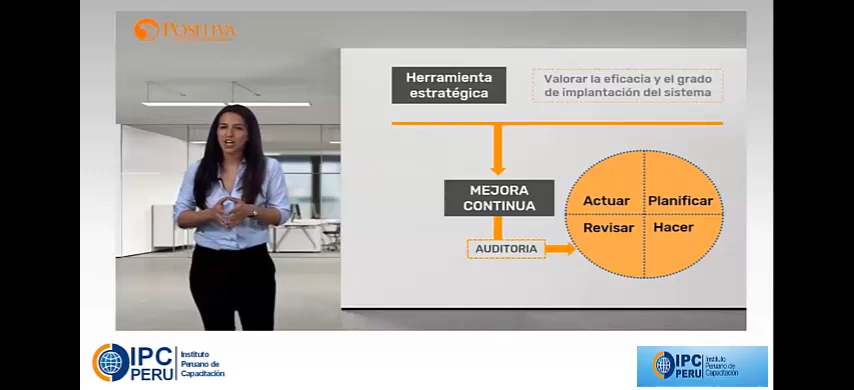 POSITIVA
Herramienta
estratégica
Valorar la eficacia y el grado
de implantación del sistema
MEJORA
CONTINUA
AUDITORIA
Actuar
Planificar
Revisar
Hacer
IPC
PERU
Instituto
Peruano de
Capacitación
IPC
PERU
Instituto
Peruano de
Capacitación